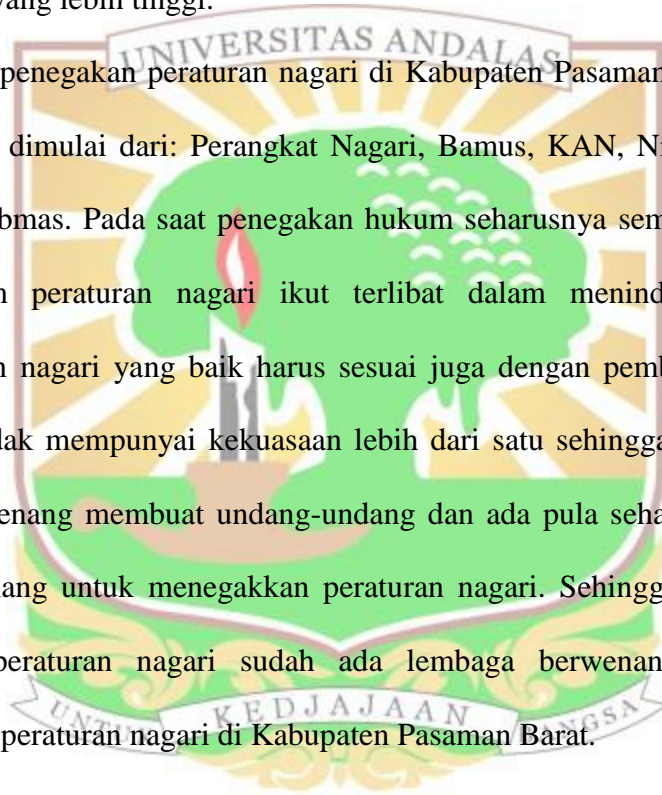 yang lebih tinggi.
UNIVERSITAS ANDALAS
penegakan peraturan nagari di Kabupaten Pasaman
dimulai dari: Perangkat Nagari, Bamus, KAN, Ni
bmas. Pada saat penegakan hukum seharusnya sem
peraturan nagari ikut terlibat dalam menind
nagari yang baik harus sesuai juga dengan pemb
dak mempunyai kekuasaan lebih dari satu sehingga
enang membuat undang-undang dan ada pula seha
ang untuk menegakkan peraturan nagari. Sehingg
peraturan nagari sudah ada lembaga berwenan
UNTUK KEDJAJAAN BANGSA
peraturan nagari di Kabupaten Pasaman Barat.